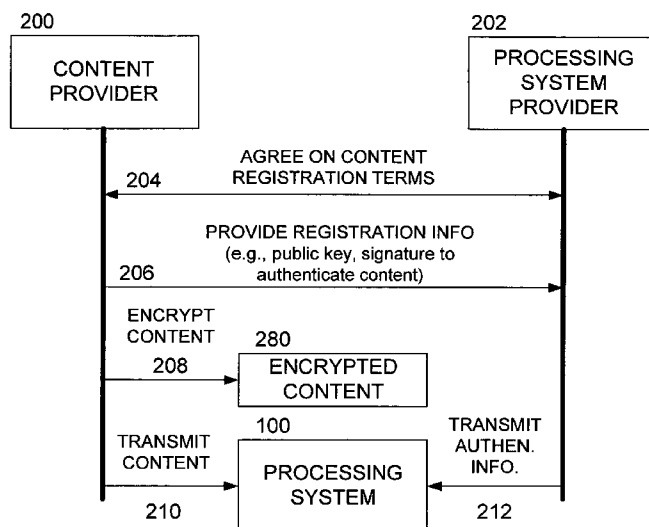 200
CONTENT
PROVIDER
202
PROCESSING
SYSTEM
PROVIDER
AGREE ON CONTENT
REGISTRATION TERMS
204
PROVIDE REGISTRATION INFO
(e.g., public key, signature to
authenticate content)
206
ENCRYPT
CONTENT
208
280
ENCRYPTED
CONTENT
TRANSMIT
CONTENT
210
100
PROCESSING
SYSTEM
TRANSMIT
AUTHEN.
INFO.
212